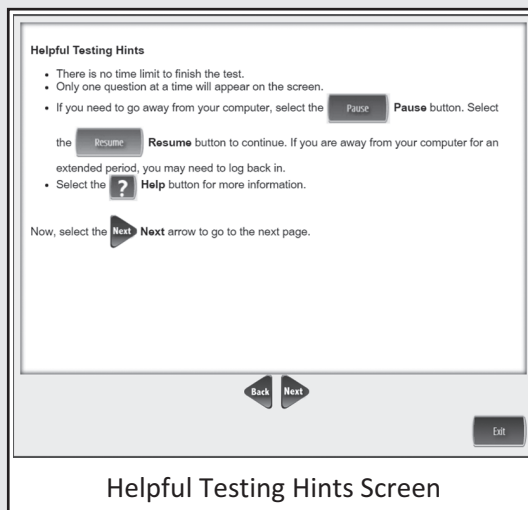 Helpful Testing Hints
• There is no time limit to finish the test.
• Only one question at a time will appear on the screen.
• If you need to go away from your computer, select the Pause Pause button. Select
the Resume Resume button to continue. If you are away from your computer for an
extended period, you may need to log back in.
• Select the ? Help button for more information.
Now, select the Next Next arrow to go to the next page.
Back Next
Exit
Helpful Testing Hints Screen